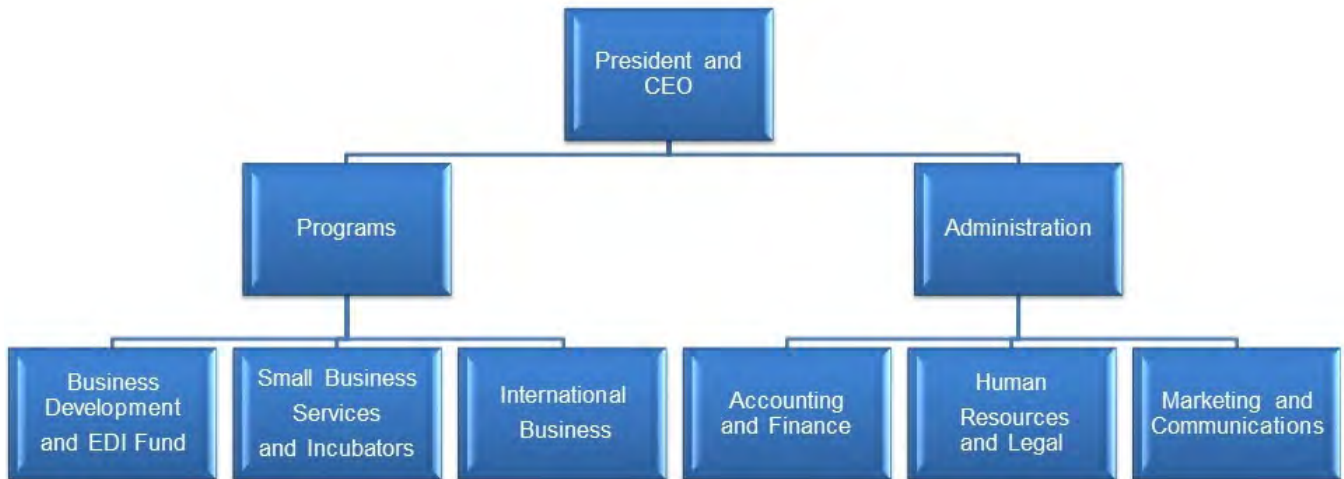 President and
CEO
Programs
Administration
Business
Development
and EDI Fund
Small Business
Services
and Incubators
International
Business
Accounting
and Finance
Human
Resources
and Legal
Marketing and
Communications